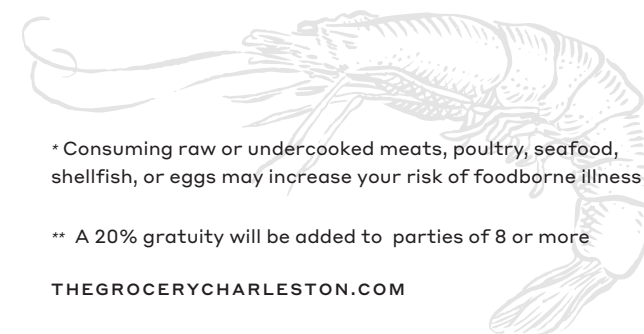 * Consuming raw or undercooked meats, poultry, seafood,
shellfish, or eggs may increase your risk of foodborne illness
** A 20% gratuity will be added to parties of 8 or more
THEGROCERYCHARLESTON.COM